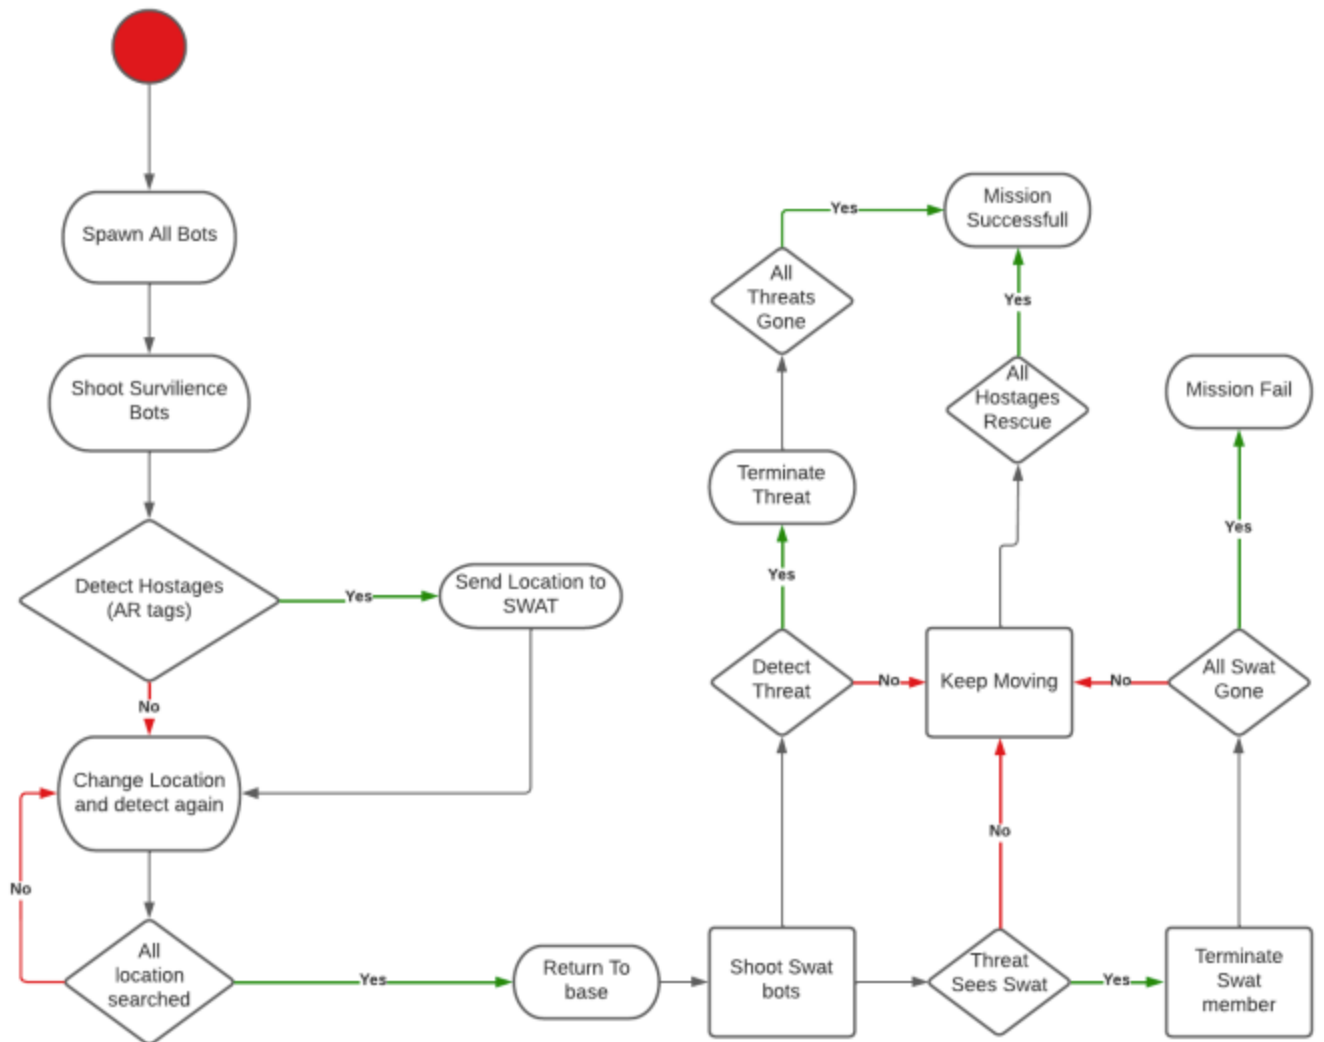 Spawn All Bots
Shoot Survilience
Bots
Detect Hostages
(AR tags)
Yes
Send Location to
SWAT
No
Change Location
and detect again
No
All
location
searched
Yes
Return To
base
Shoot Swat
bots
Threat
Sees Swat
Yes
Terminate
Swat
member
No
Detect
Threat
No
Keep Moving
No
All Swat
Gone
Yes
Terminate
Threat
Yes
Mission Fail
All
Threats
Gone
Yes
All
Hostages
Rescue
Yes
Mission
Successfull